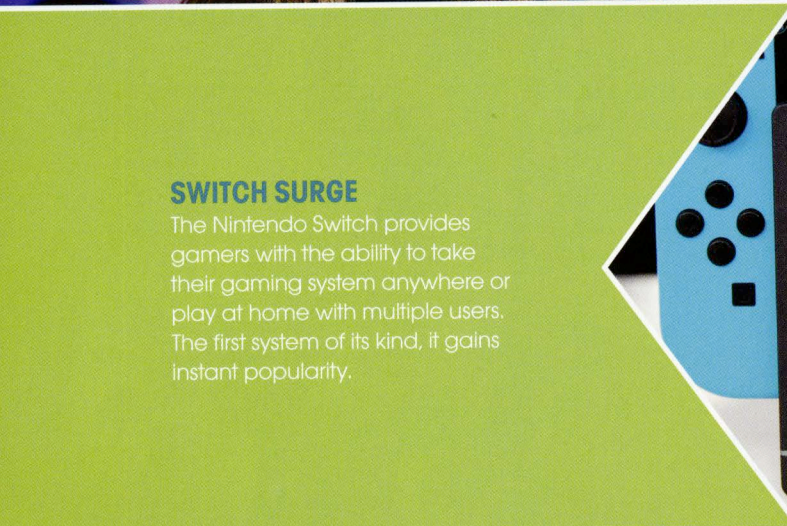 SWITCH SURGE
The Nintendo Switch provides
gamers with the ability to take
their gaming system anywhere or
play at home with multiple users.
The first system of its kind, it gains
instant popularity.